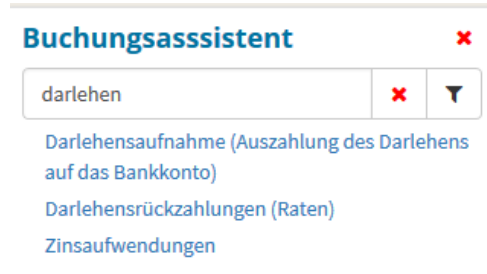 Buchungsasssistent
darlehen
Darlehensaufnahme (Auszahlung des Darlehens
auf das Bankkonto)
Darlehensrückzahlungen (Raten)
Zinsaufwendungen